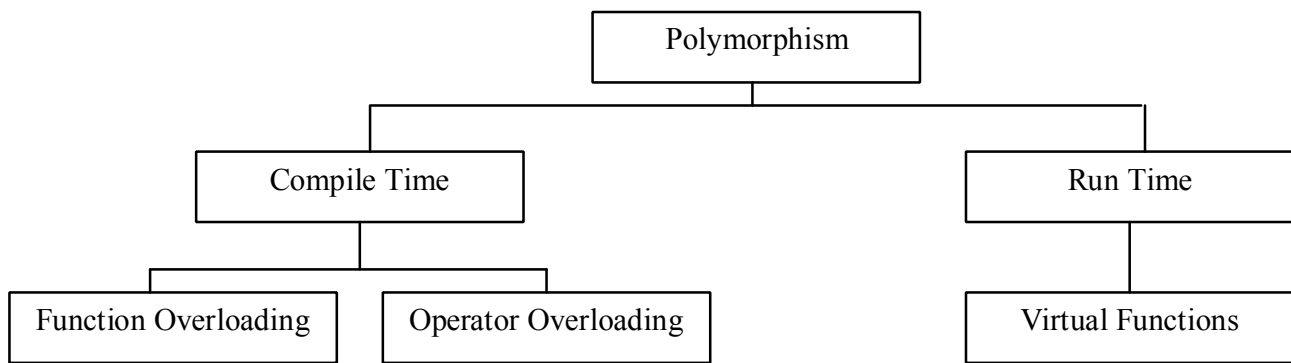 Polymorphism
Compile Time
Run Time
Function Overloading
Operator Overloading
Virtual Functions